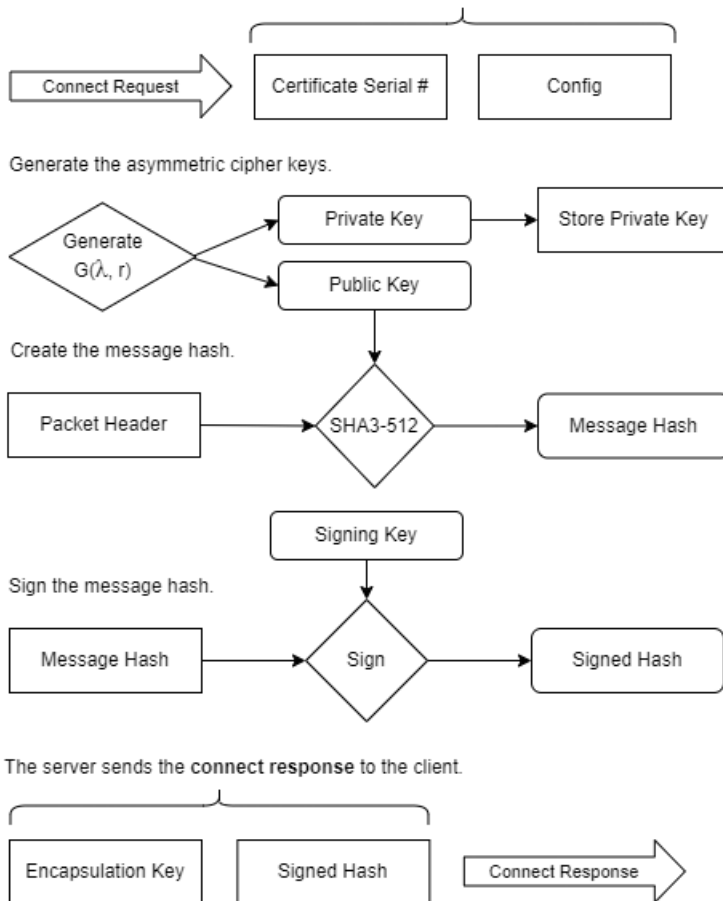 Connect Request
Certificate Serial #
Config
Generate the asymmetric cipher keys.
Generate
G(λ, r)
Private Key
Store Private Key
Public Key
Create the message hash.
Packet Header
SHA3-512
Message Hash
Signing Key
Sign the message hash.
Message Hash
Sign
Signed Hash
The server sends the connect response to the client.
Encapsulation Key
Signed Hash
Connect Response